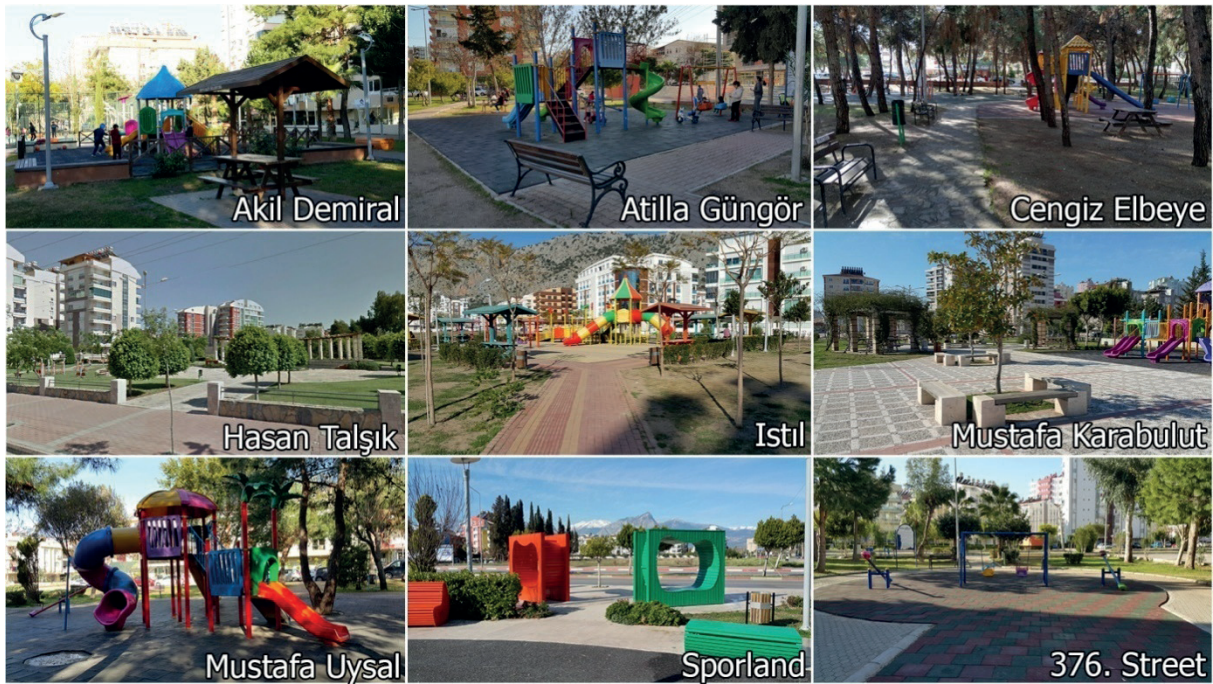 Akil Demiral
Atilla Güngör
Cengiz Elbeye
Hasan Talşık
Istıl
Mustafa Karabulut
Mustafa Uysal
Sporland
376. Street